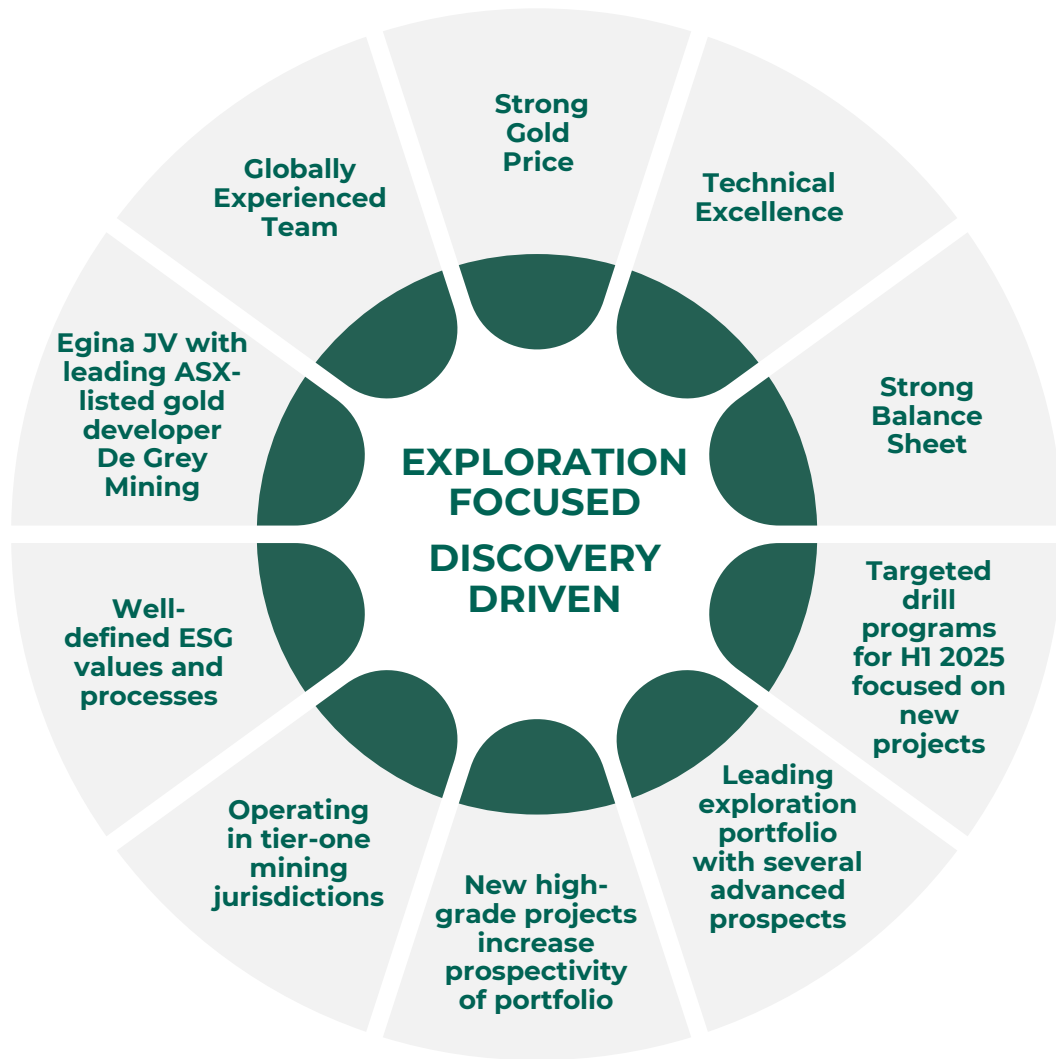 Strong
Gold
Price
Technical
Excellence
Strong
Balance
Sheet
Targeted
drill
programs
for H1 2025
focused on
new
projects
Leading
exploration
portfolio
with several
advanced
prospects
New high-
grade projects
increase
prospectivity
of portfolio
Operating
in tier-one
mining
jurisdictions
Well-
defined ESG
values and
processes
Egina JV with
leading ASX-
listed gold
developer
De Grey
Mining
Globally
Experienced
Team
EXPLORATION
FOCUSED
DISCOVERY
DRIVEN